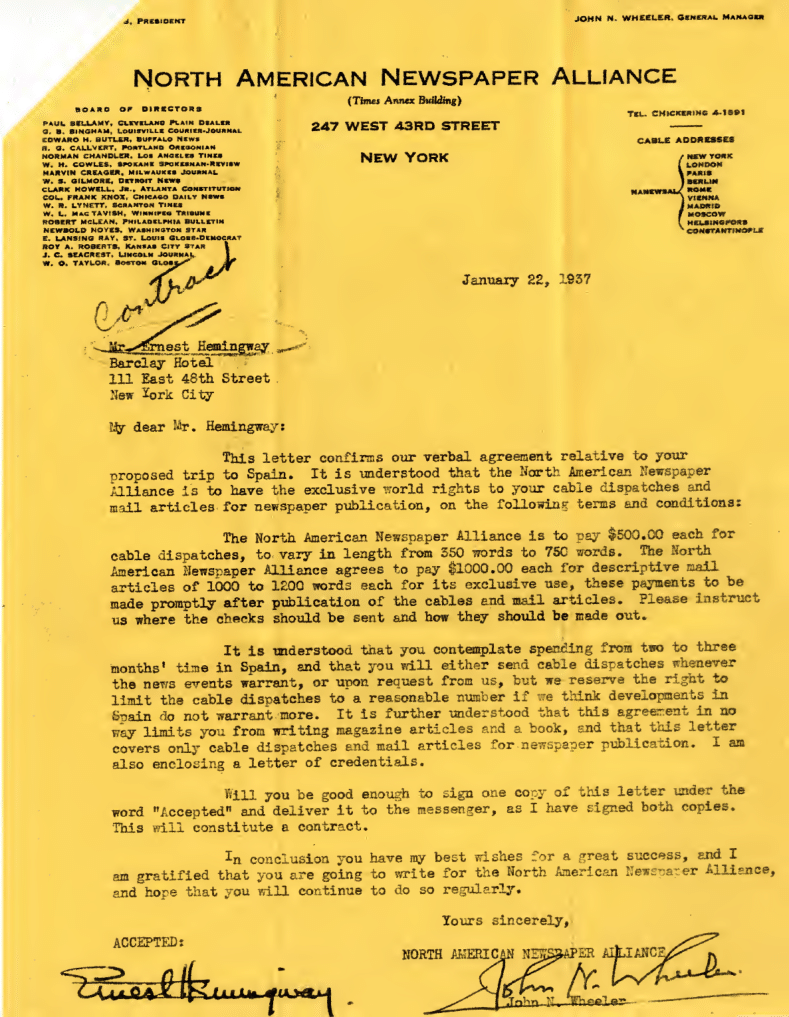 , PRESIDENT
JOHN N. WHEELER, GENERAL MANAGER
NORTH AMERICAN NEWSPAPER ALLIANCE
(Times Annex Building)
247 WEST 43RD STREET
NEW YORK
BOARD OF DIRECTORS
PAUL BELLAMY, CLEVELAND PLAIN DEALER
G. B. BINGHAM, LOUISVILLE COURIER-JOURNAL
EDWARD H. BUTLER, BUFFALO NEWS
R. G. CALLVERT, PORTLAND OREGONIAN
NORMAN CHANDLER, LOS ANGELES TIMES
W. H. COWLES, SPOKANE SPOKESMAN-REVIEW
MARVIN CREAGER, MILWAUKEE JOURNAL
W. S. GILMORE, DETROIT NEWS
CLARK HOWELL, JR., ATLANTA CONSTITUTION
COL. FRANK KNOX, CHICAGO DAILY NEWS
W. R. LYNETT, SCRANTON TIMES
W. L. MAC TAVISH, WINNIPEG TRIBUNE
ROBERT MCLEAN, PHILADELPHIA BULLETIN
NEWBOLD NOYES, WASHINGTON STAR
E. LANSING RAY, ST. LOUIS GLOBE-DEMOCRAT
ROY A. ROBERTS, KANSAS CITY STAR
J. C. SEACREST, LINCOLN JOURNAL
W. O. TAYLOR, BOSTON GLOBE
TEL. CHICKERING 4-1891
CABLE ADDRESSES
NANEWSAL
NEW YORK
LONDON
PARIS
BERLIN
ROME
VIENNA
MADRID
MOSCOW
HELSINGFORS
CONSTANTINOPLE
Contract
January 22, 1937
Mr. Ernest Hemingway
Barclay Hotel
111 East 48th Street
New York City
My dear Mr. Hemingway:
This letter confirms our verbal agreement relative to your
proposed trip to Spain. It is understood that the North American Newspaper
Alliance is to have the exclusive world rights to your cable dispatches and
mail articles for newspaper publication, on the following terms and conditions:
The North American Newspaper Alliance is to pay $500.00 each for
cable dispatches, to vary in length from 350 words to 750 words. The North
American Newspaper Alliance agrees to pay $1000.00 each for descriptive mail
articles of 1000 to 1200 words each for its exclusive use, these payments to be
made promptly after publication of the cables and mail articles. Please instruct
us where the checks should be sent and how they should be made out.
It is understood that you contemplate spending from two to three
months' time in Spain, and that you will either send cable dispatches whenever
the news events warrant, or upon request from us, but we reserve the right to
limit the cable dispatches to a reasonable number if we think developments in
Spain do not warrant more. It is further understood that this agreement in no
way limits you from writing magazine articles and a book, and that this letter
covers only cable dispatches and mail articles for newspaper publication. I am
also enclosing a letter of credentials.
Will you be good enough to sign one copy of this letter under the
word "Accepted" and deliver it to the messenger, as I have signed both copies.
This will constitute a contract.
In conclusion you have my best wishes for a great success, and I
am gratified that you are going to write for the North American Newspaper Alliance,
and hope that you will continue to do so regularly.
Yours sincerely,
ACCEPTED:
NORTH AMERICAN NEWSPAPER ALLIANCE
Ernest Hemingway.
John N. Wheeler.
John N. Wheeler